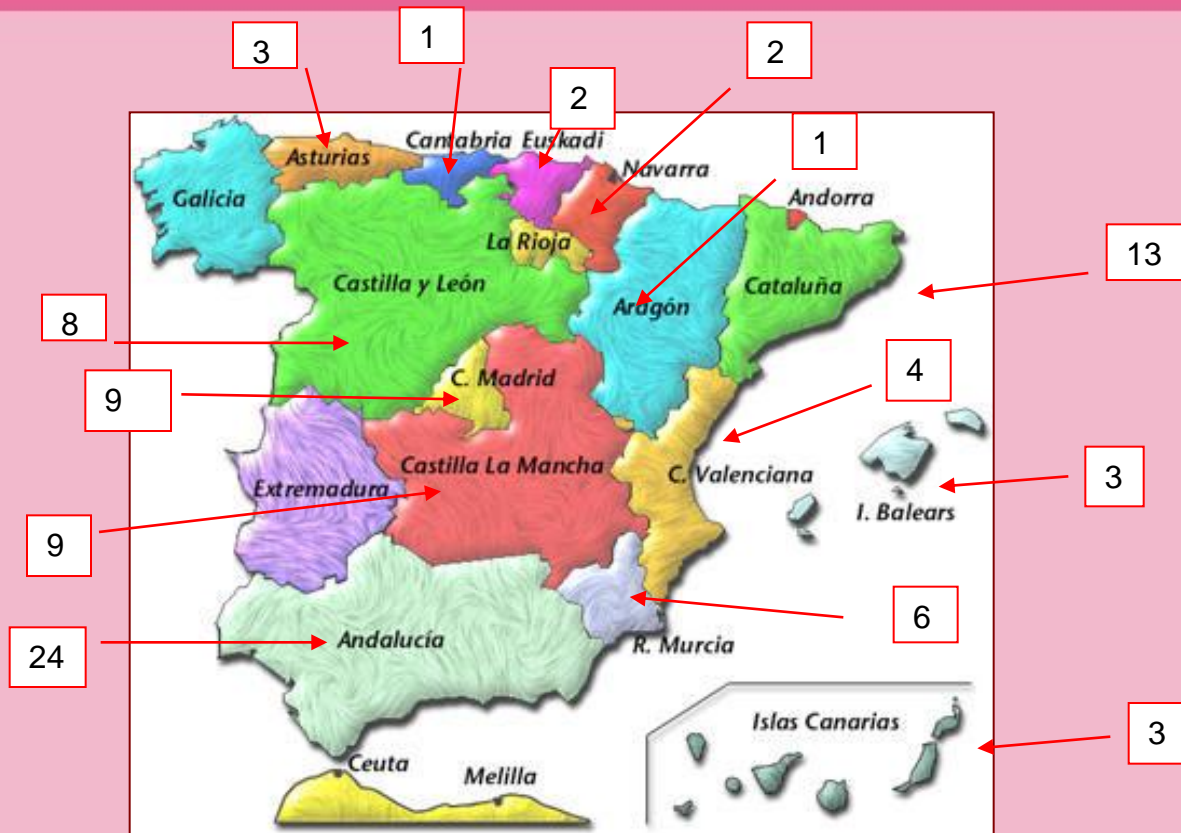 1
3
2
2
Cantabria Euskadi
1
Asturias
Navarra
Galicia
Andorra
La Rioja
13
Castilla y León
Cataluña
Aragón
8
4
C. Madrid
9
Castilla La Mancha
C. Valenciana
3
Extremadura
I. Balears
9
6
Andalucía
R. Murcia
24
Islas Canarias
3
Ceuta
Melilla